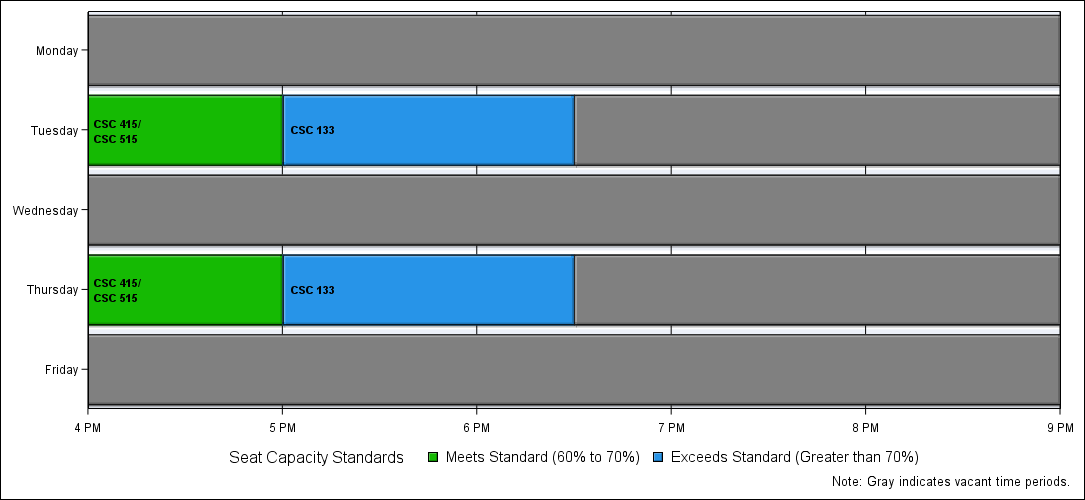 Monday
Tuesday
CSC 415/
CSC 515
CSC 133
Wednesday
Thursday
CSC 415/
CSC 515
CSC 133
Friday
4 PM 5 PM 6 PM 7 PM 8 PM 9 PM
Seat Capacity Standards Meets Standard (60% to 70%) Exceeds Standard (Greater than 70%)
Note: Gray indicates vacant time periods.